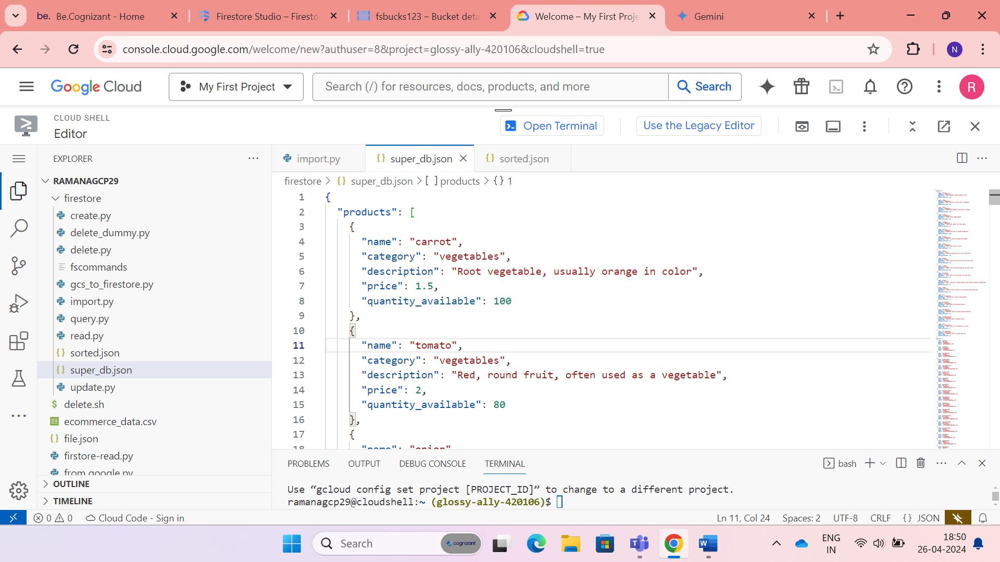 be. Be.Cognizant - Home
Firestore Studio – Firesto
fsbucks123 – Bucket deta
Welcome – My First Proje
Gemini
console.cloud.google.com/welcome/new?authuser=8&project=glossy-ally-420106&cloudshell=true
N
Google Cloud
My First Project
Search (/) for resources, docs, products, and more
Search
R
CLOUD SHELL
Editor
Open Terminal
Use the Legacy Editor
EXPLORER
RAMANAGCP29
firestore
create.py
delete_dummy.py
delete.py
fscommands
gcs_to_firestore.py
import.py
query.py
read.py
sorted.json
super_db.json
update.py
delete.sh
ecommerce_data.csv
file.json
firstore-read.py
from google.py
OUTLINE
TIMELINE
import.py
super_db.json
sorted.json
firestore > {} super_db.json > [ ] products > {} 1
1 {
2 "products": [
3 {
4 "name": "carrot",
5 "category": "vegetables",
6 "description": "Root vegetable, usually orange in color",
7 "price": 1.5,
8 "quantity_available": 100
9 },
10 {
11 "name": "tomato",
12 "category": "vegetables",
13 "description": "Red, round fruit, often used as a vegetable",
14 "price": 2,
15 "quantity_available": 80
16 },
17 {
18 "name": "onion"
PROBLEMS
OUTPUT
DEBUG CONSOLE
TERMINAL
bash
Use “gcloud config set project [PROJECT_ID]” to change to a different project.
ramanagcp29@cloudshell:~ (glossy-ally-420106)$
0 0 Cloud Code - Sign in
Ln 11, Col 24
Spaces: 2
UTF-8
CRLF
{} JSON
Search
cognizant
ENG
IN
18:50
26-04-2024